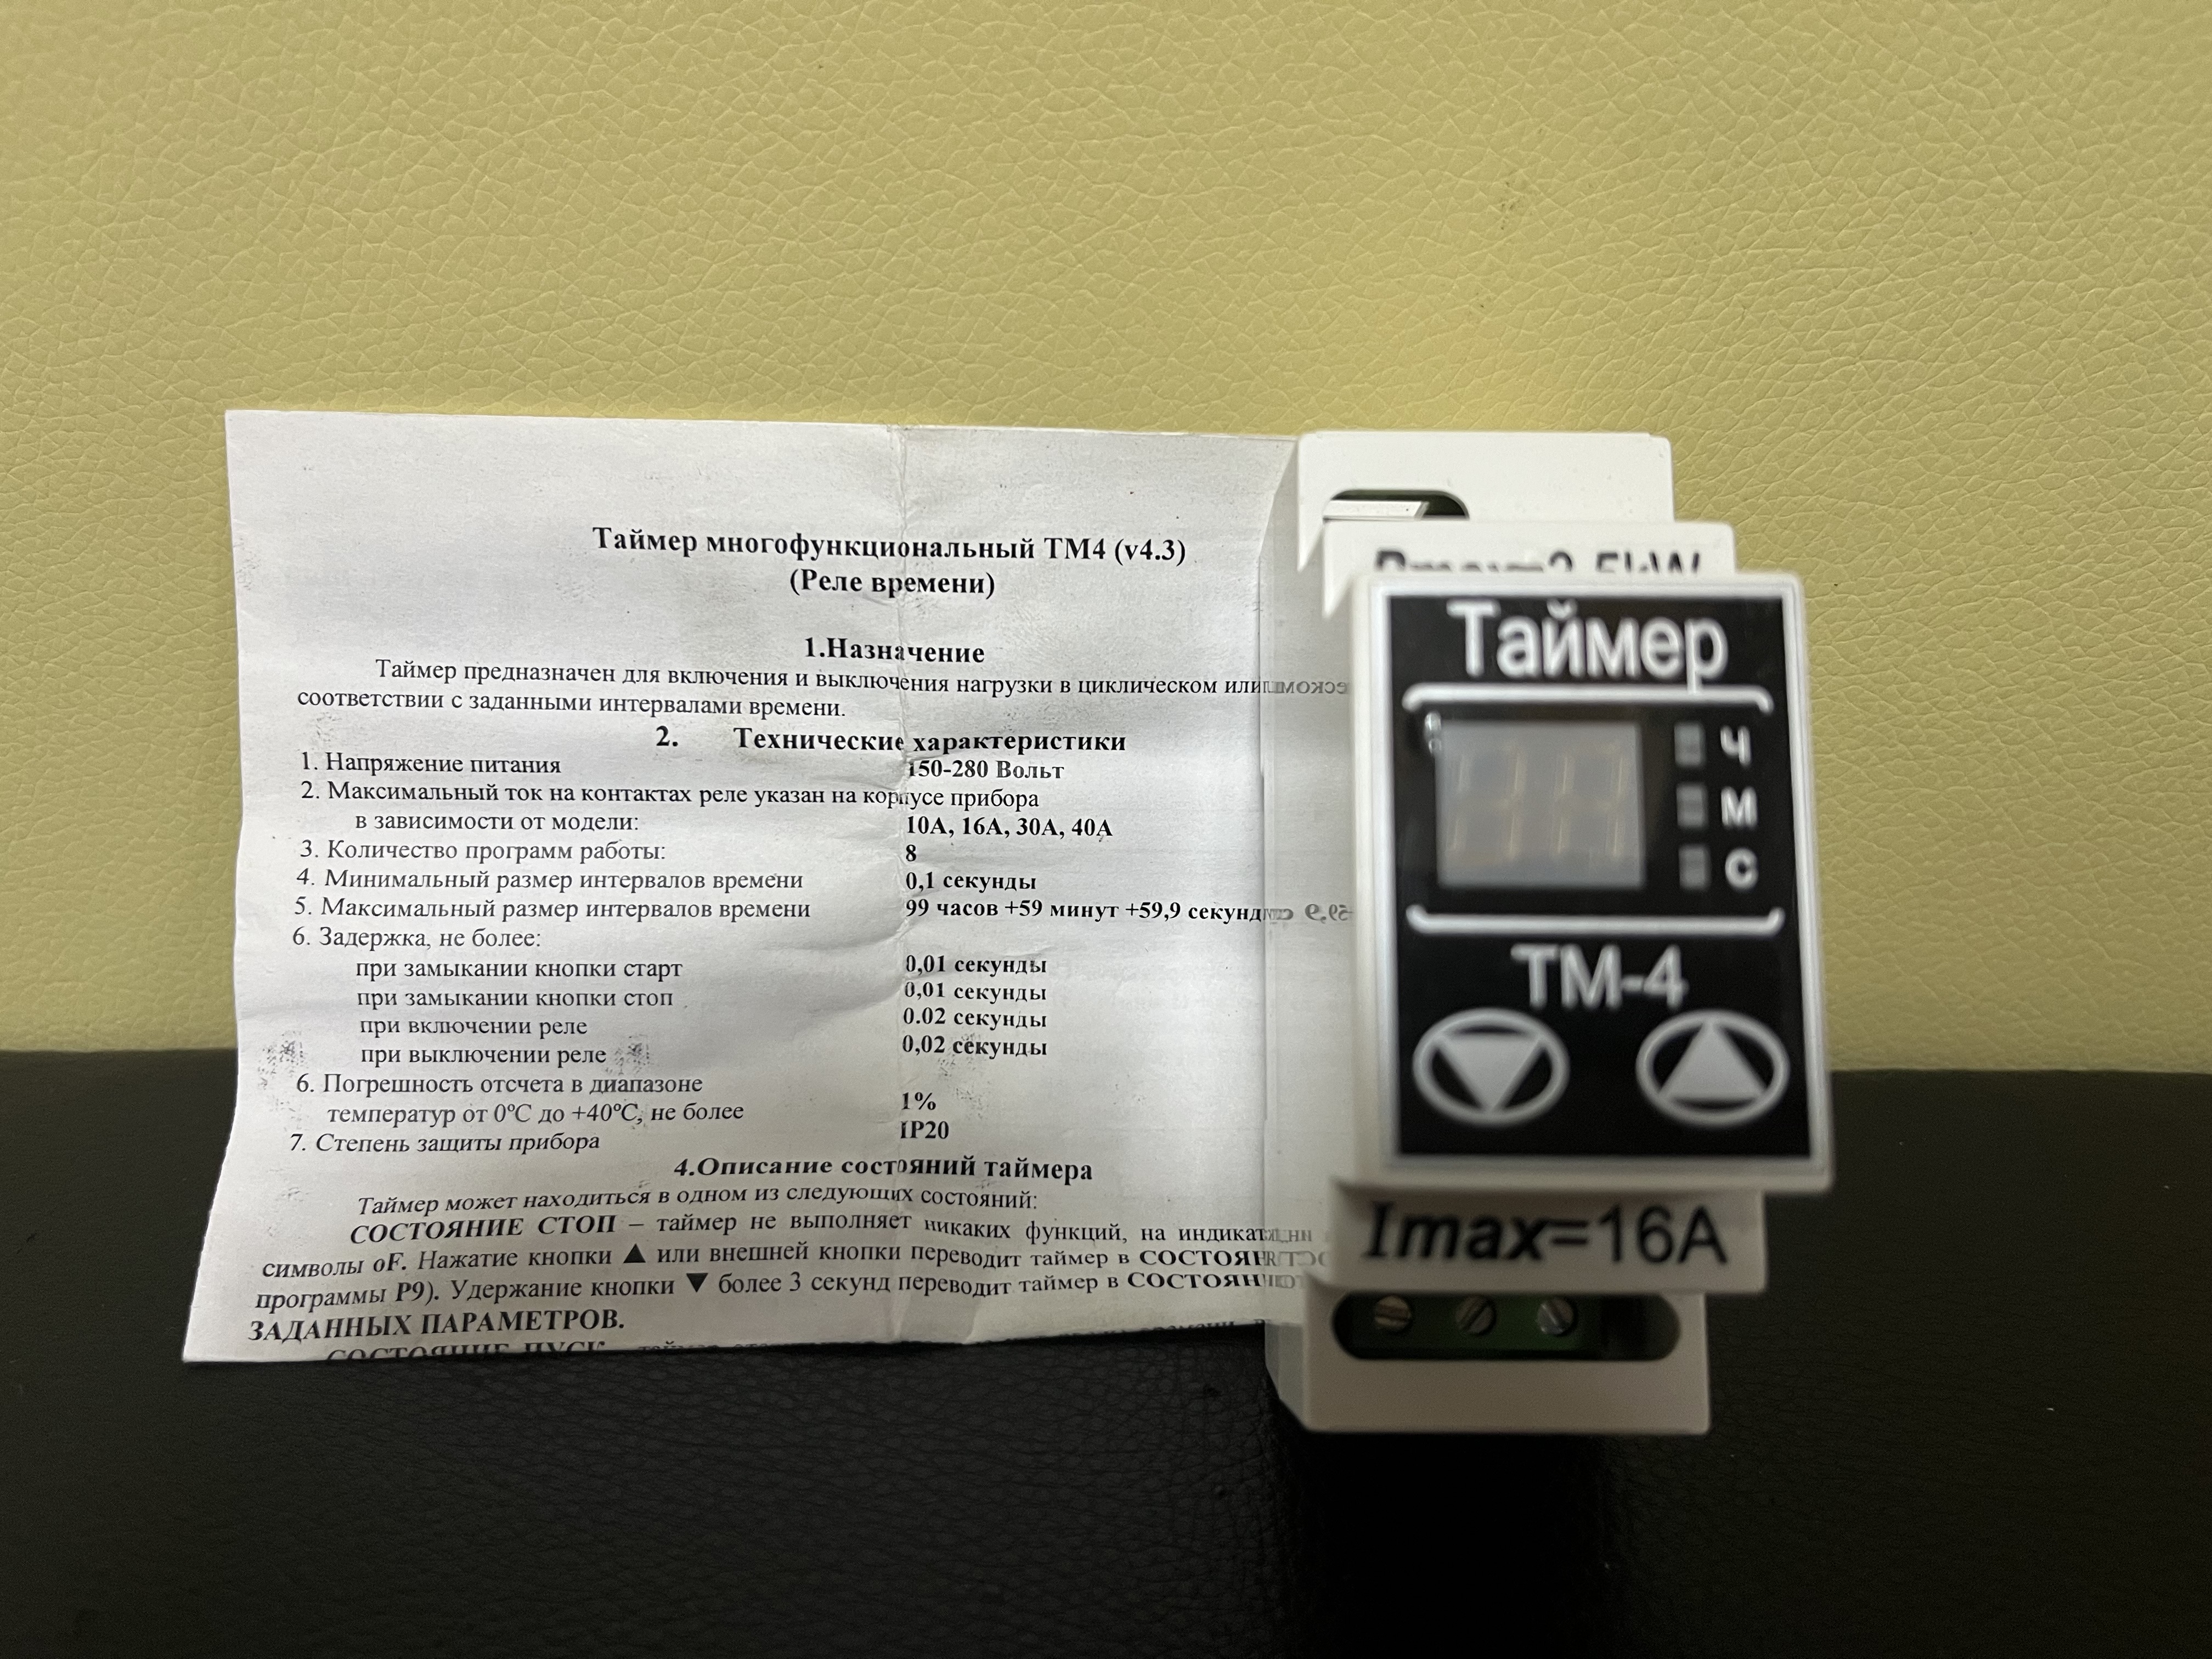 Таймер многофункциональный ТМ4 (v4.3)
(Реле времени)
1.Назначение
Таймер предназначен для включения и выключения нагрузки в циклическом или
соответствии с заданными интервалами времени.
2. Технические характеристики
1. Напряжение питания 150-280 Вольт
2. Максимальный ток на контактах реле указан на корпусе прибора
в зависимости от модели: 10А, 16А, 30А, 40А
3. Количество программ работы: 8
4. Минимальный размер интервалов времени 0,1 секунды
5. Максимальный размер интервалов времени 99 часов +59 минут +59,9 секунд
6. Задержка, не более:
при замыкании кнопки старт 0,01 секунды
при замыкании кнопки стоп 0,01 секунды
при включении реле 0.02 секунды
при выключении реле 0,02 секунды
6. Погрешность отсчета в диапазоне
температур от 0ºС до +40ºС, не более 1%
7. Степень защиты прибора IP20
4.Описание состояний таймера
Таймер может находиться в одном из следующих состояний:
СОСТОЯНИЕ СТОП – таймер не выполняет никаких функций, на
символы oF. Нажатие кнопки ▲ или внешней кнопки переводит таймер в
программы P9). Удержание кнопки ▼ более 3 секунд переводит таймер в
ЗАДАННЫХ ПАРАМЕТРОВ.
СОСТОЯНИЕ ПУСК
Таймер
Ч
М
С
ТМ-4
Imax=16A